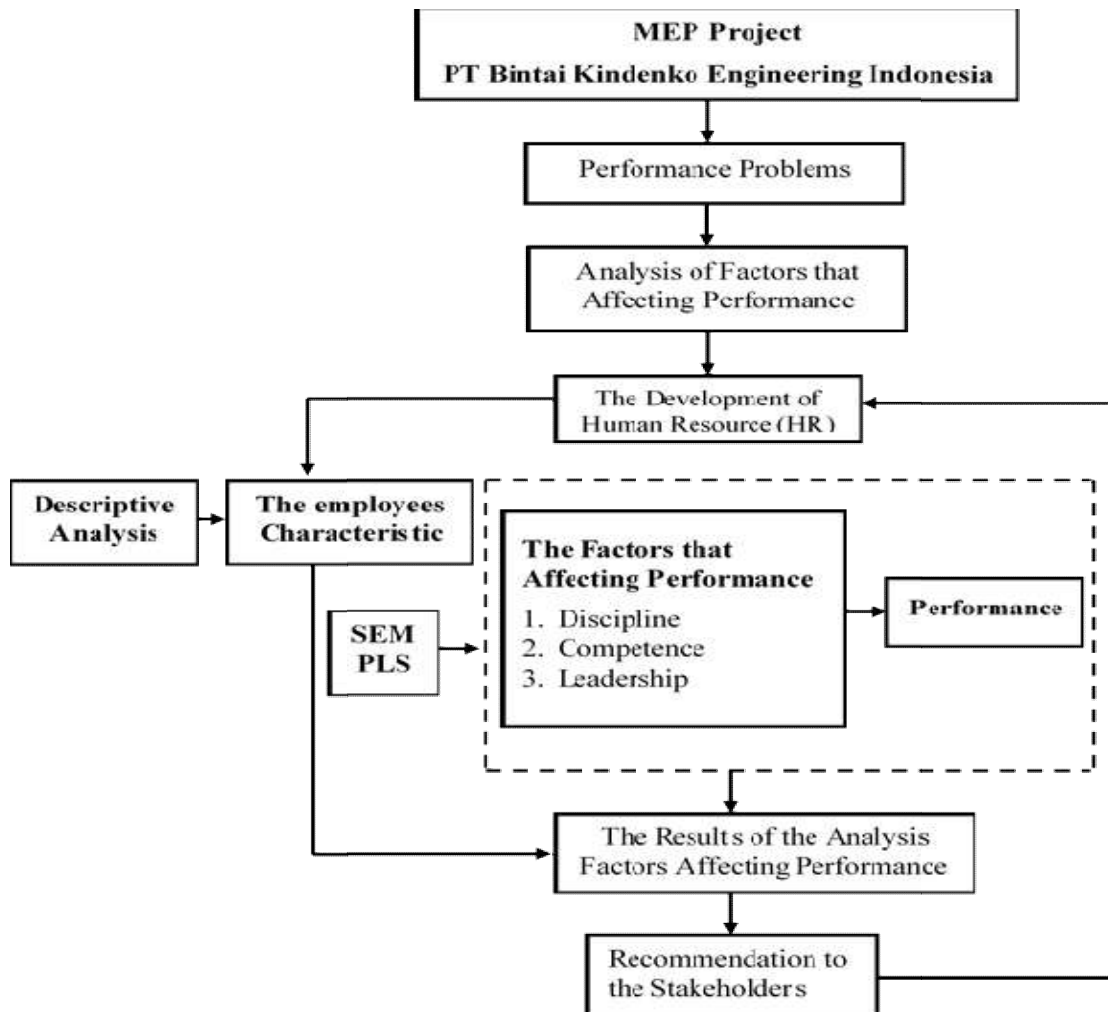 MEP Project
PT Bintai Kindenko Engineering Indonesia
Performance Problems
Analysis of Factors that
Affecting Performance
The Development of
Human Resource (HR)
Descriptive
Analysis
The employees
Characteristic
The Factors that
Affecting Performance
1. Discipline
2. Competence
3. Leadership
Performance
SEM
PLS
The Results of the Analysis
Factors Affecting Performance
Recommendation to
the Stakeholders